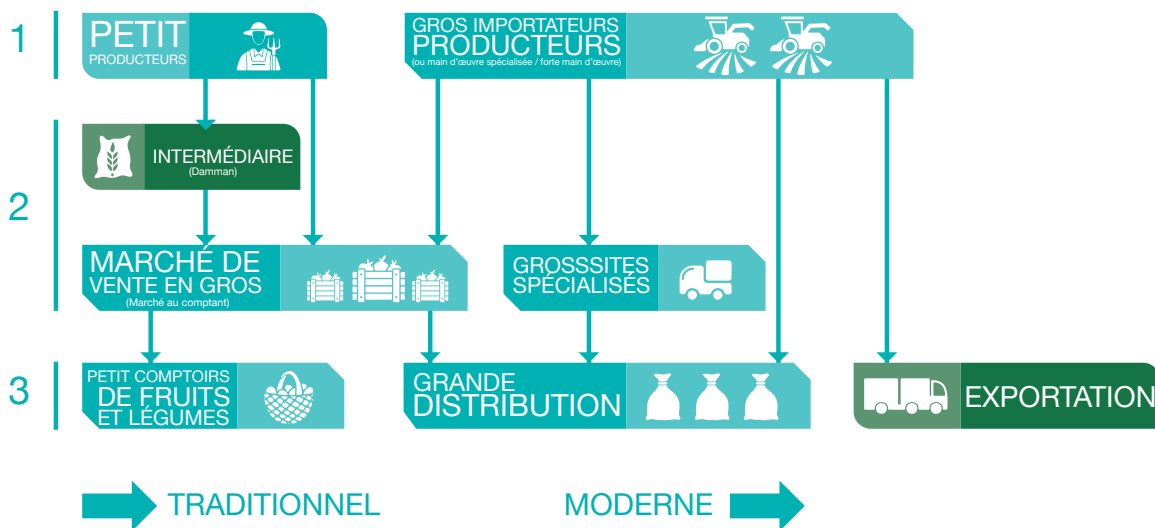 1
PETIT
PRODUCTEURS
GROS IMPORTATEURS
PRODUCTEURS
(ou main d'œuvre spécialisée / forte main d'œuvre)
2
INTERMÉDIAIRE
(Damman)
MARCHÉ DE
VENTE EN GROS
(Marché au comptant)
GROSSSITES
SPÉCIALISÉS
3
PETIT COMPTOIRS
DE FRUITS
ET LÉGUMES
GRANDE
DISTRIBUTION
EXPORTATION
TRADITIONNEL
MODERNE